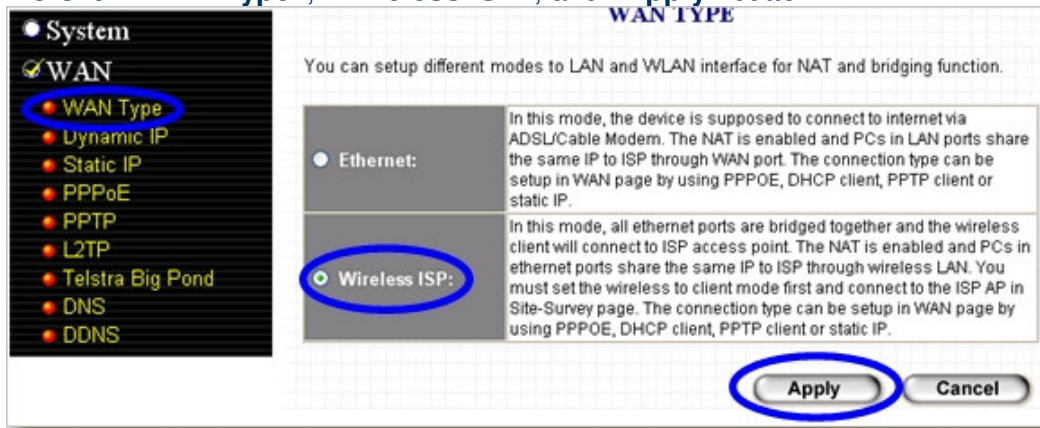 System
WAN
WAN Type
Dynamic IP
Static IP
PPPoE
PPTP
L2TP
Telstra Big Pond
DNS
DDNS
WAN TYPE
You can setup different modes to LAN and WLAN interface for NAT and bridging function.
Ethernet:
In this mode, the device is supposed to connect to internet via
ADSL/Cable Modem. The NAT is enabled and PCs in LAN ports share
the same IP to ISP through WAN port. The connection type can be
setup in WAN page by using PPPOE, DHCP client, PPTP client or
static IP.
Wireless ISP:
In this mode, all ethernet ports are bridged together and the wireless
client will connect to ISP access point. The NAT is enabled and PCs in
ethernet ports share the same IP to ISP through wireless LAN. You
must set the wireless to client mode first and connect to the ISP AP in
Site-Survey page. The connection type can be setup in WAN page by
using PPPOE, DHCP client, PPTP client or static IP.
Apply
Cancel